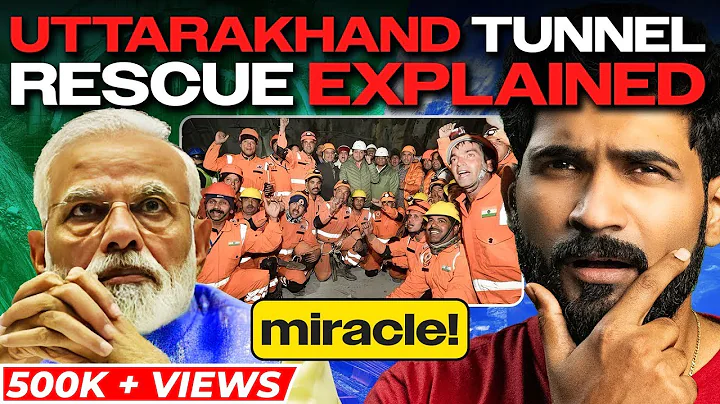 UTTARAKHAND TUNNEL
RESCUE EXPLAINED
miracle!
500K + VIEWS